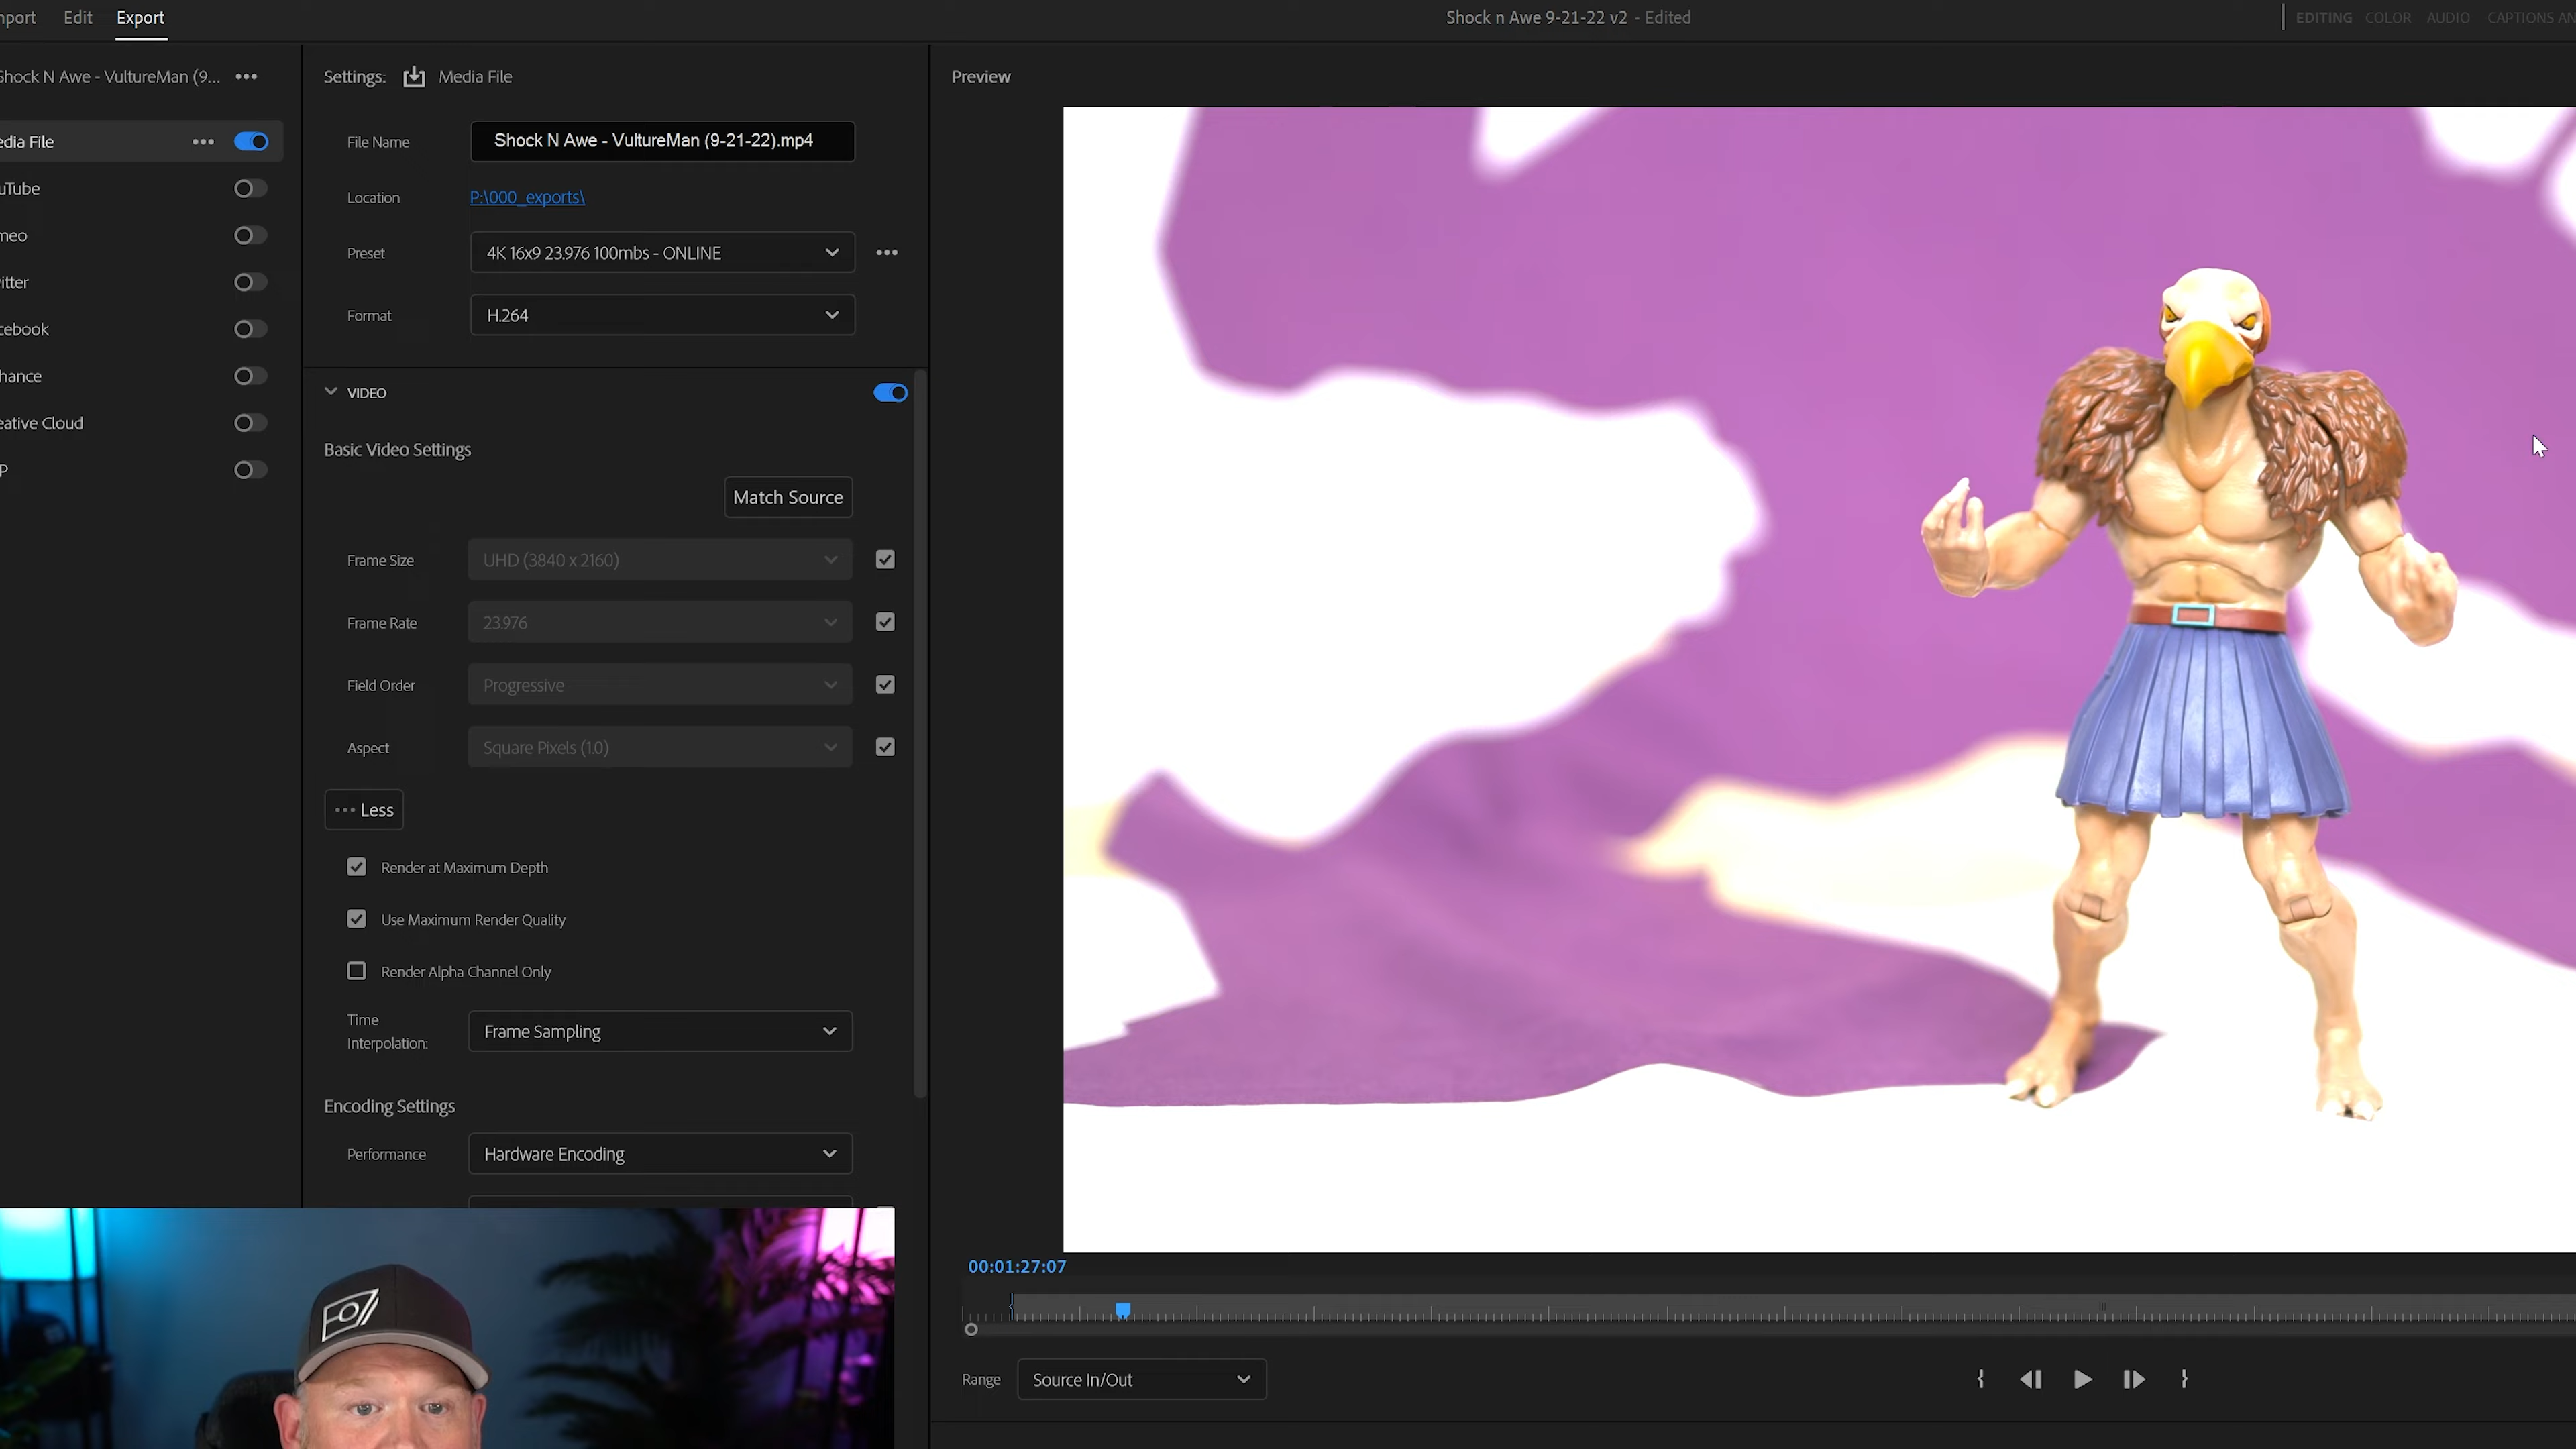 mport Edit Export
Shock n Awe 9-21-22 v2 - Edited
EDITING COLOR AUDIO CAPTIONS AN
Shock N Awe - VultureMan (9... •••
edia File •••
uTube
meo
itter
cebook
hance
eative Cloud
P
Settings: Media File
File Name Shock N Awe - VultureMan (9-21-22).mp4
Location P:\000_exports\
Preset 4K 16x9 23.976 100mbs - ONLINE •••
Format H.264
VIDEO
Basic Video Settings
Match Source
Frame Size UHD (3840 x 2160)
Frame Rate 23.976
Field Order Progressive
Aspect Square Pixels (1.0)
••• Less
Render at Maximum Depth
Use Maximum Render Quality
Render Alpha Channel Only
Time
Interpolation: Frame Sampling
Encoding Settings
Performance Hardware Encoding
Preview
00:01:27:07
Range Source In/Out